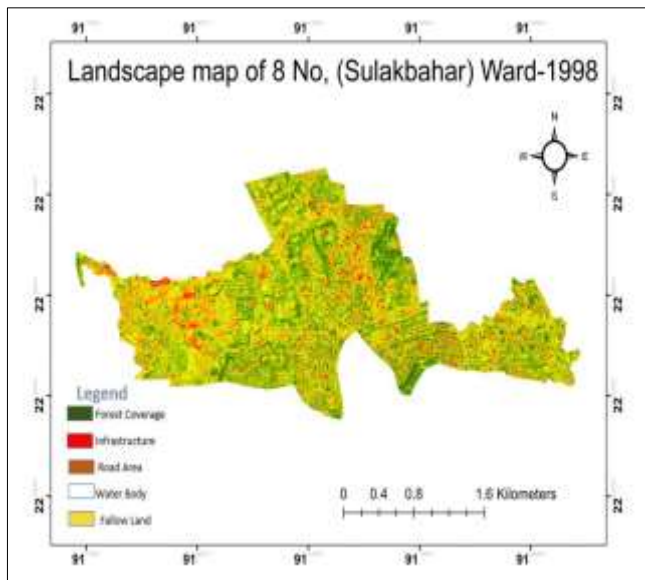 91 91 91 91 91
Landscape map of 8 No, (Sulakbahar) Ward-1998
N
W E
S
22 22
22 22
22 22
22 22
22 22
Legend
Forest Coverage
Infrastructure
Road Area
Water Body
Fallow Land
0 0.4 0.8 1.6 Kilometers
91 91 91 91 91